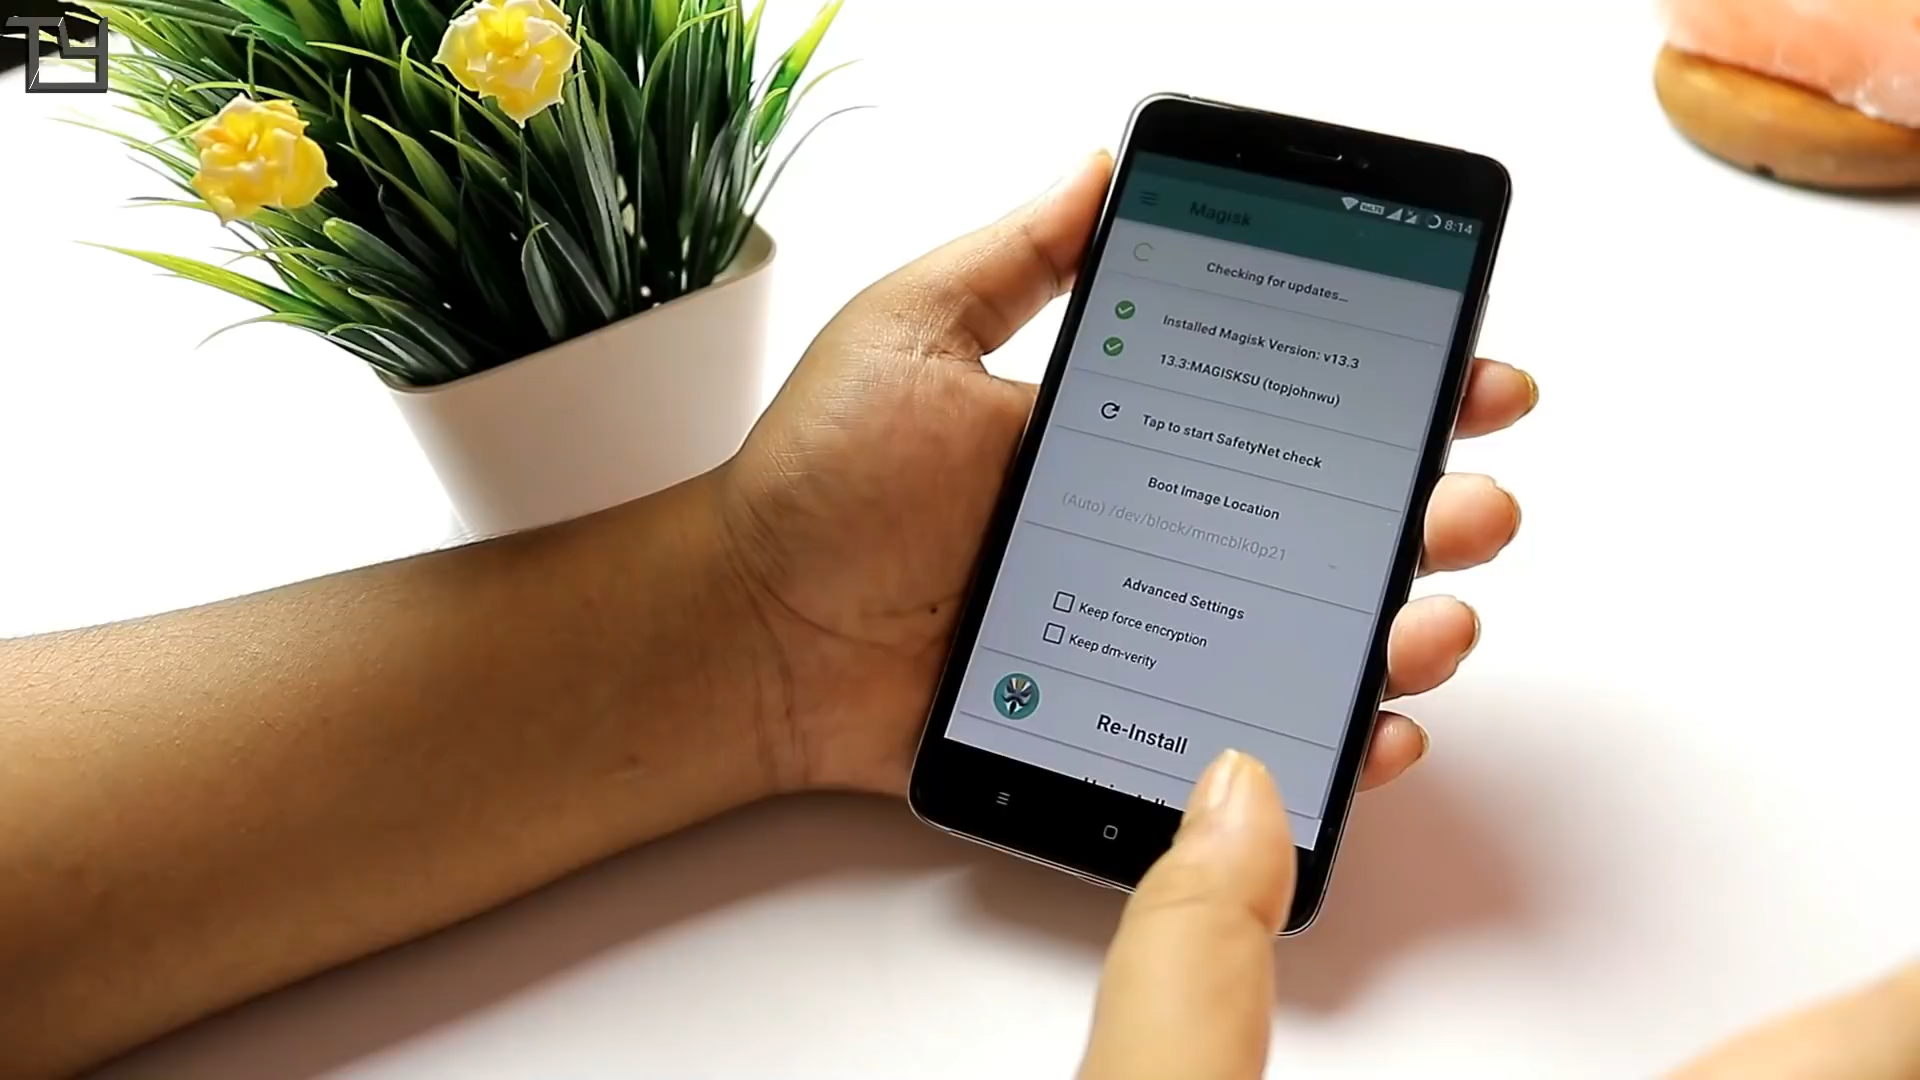 TY
8:14
Magisk
Checking for updates...
Installed Magisk Version: v13.3
13.3:MAGISKSU (topjohnwu)
Tap to start SafetyNet check
Boot Image Location
(Auto) /dev/block/mmcblk0p21
Advanced Settings
Keep force encryption
Keep dm-verity
Re-Install